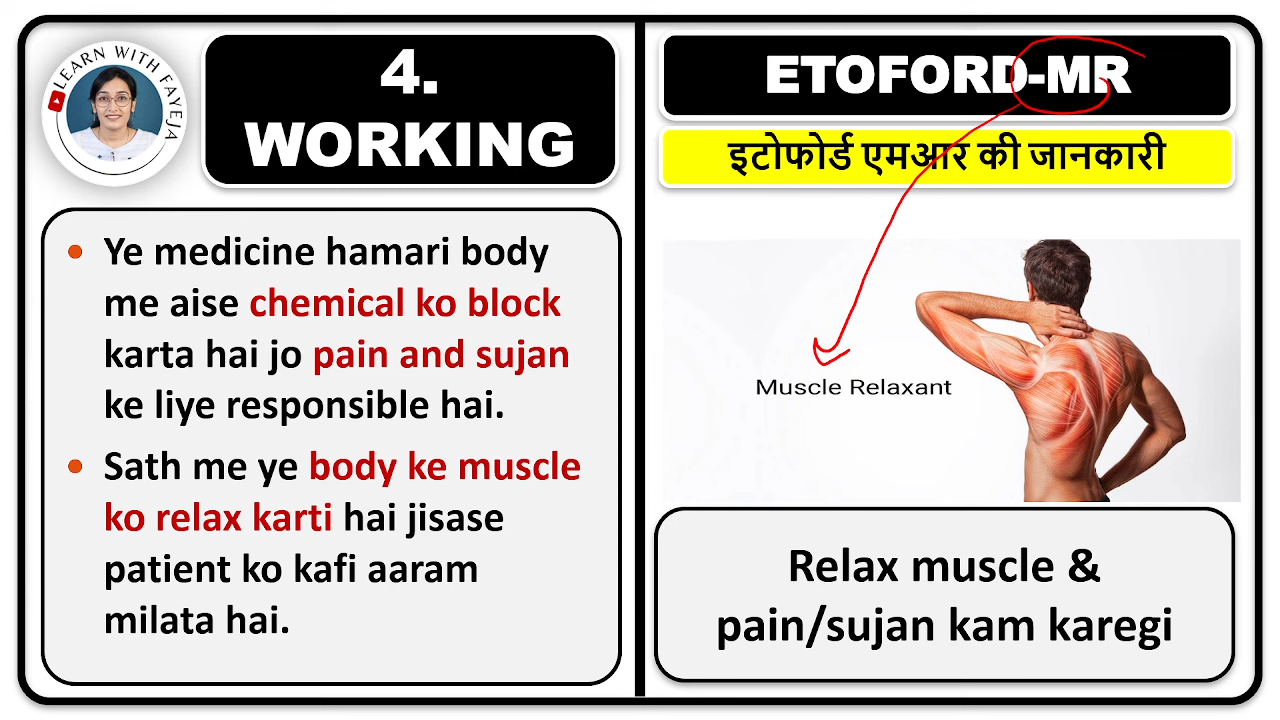 LEARN WITH FAYEJA
4.
WORKING
Ye medicine hamari body
me aise chemical ko block
karta hai jo pain and sujan
ke liye responsible hai.
Sath me ye body ke muscle
ko relax karti hai jisase
patient ko kafi aaram
milata hai.
ETOFORD-MR
इटोफोर्ड एमआर की जानकारी
Muscle Relaxant
Relax muscle &
pain/sujan kam karegi